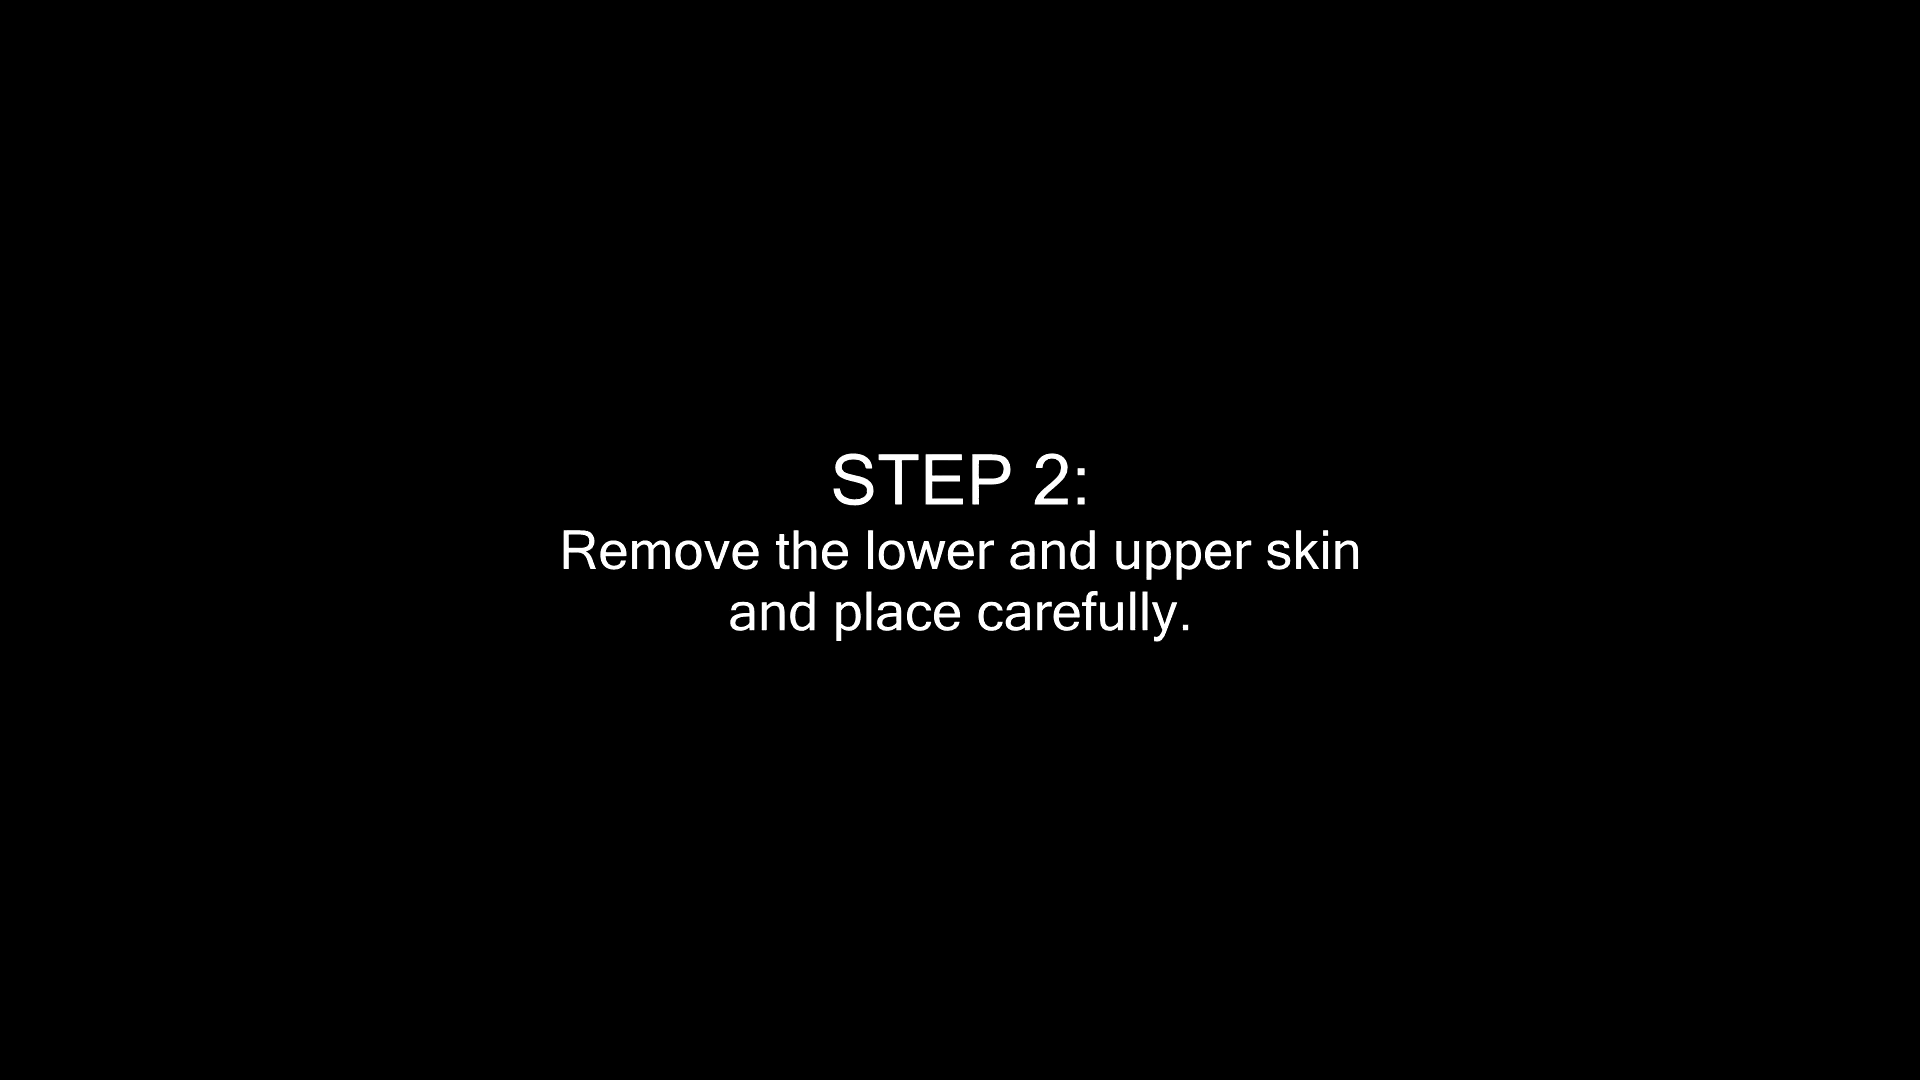 STEP 2:
Remove the lower and upper skin
and place carefully.